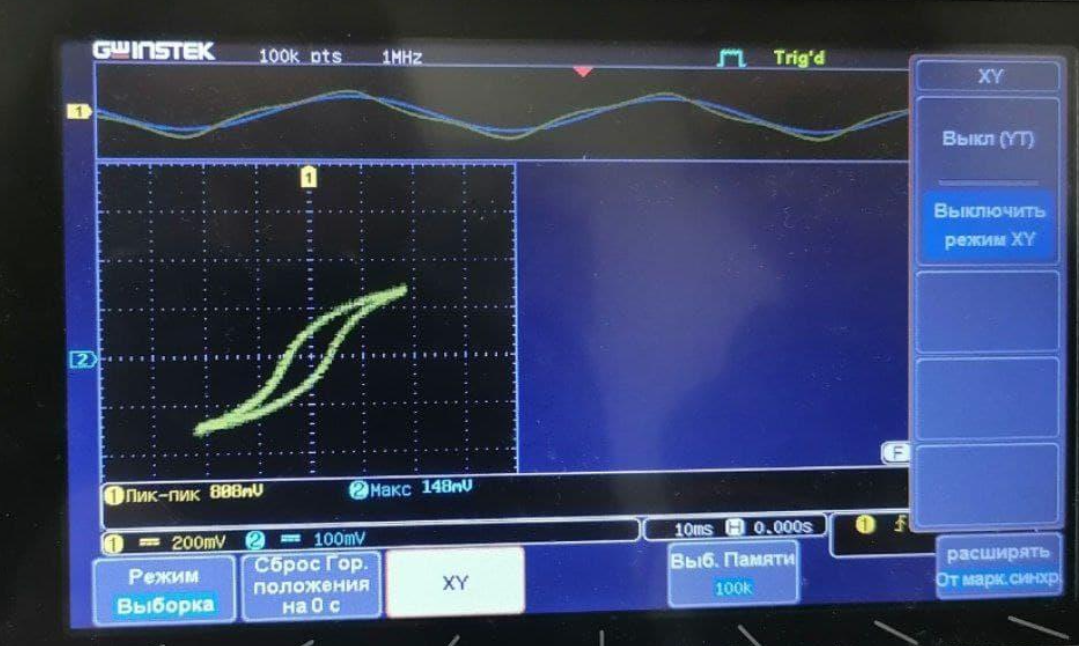 GWINSTEK 100k pts 1MHz Trig'd
1
XY
Выкл (YT)
Выключить
режим XY
1
2
F
1 Пик-пик 808mV 2 Макс 148mV
1 200mV 2 100mV 10ms H 0.000s 1
Режим
Выборка
Сброс Гор.
положения
на 0 с
XY
Выб. Памяти
100k
расширять
От марк.синхр